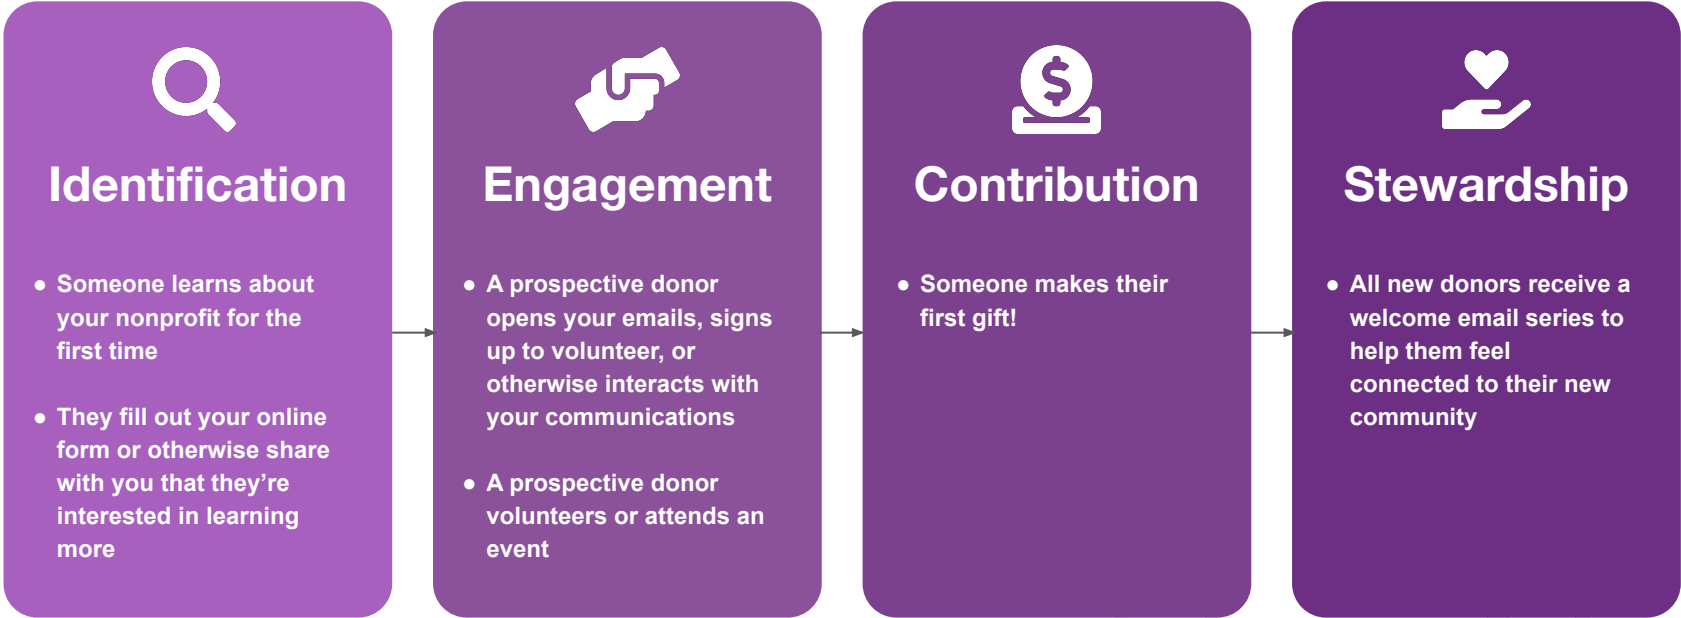 Identification
• Someone learns about
your nonprofit for the
first time
• They fill out your online
form or otherwise share
with you that they’re
interested in learning
more
Engagement
• A prospective donor
opens your emails, signs
up to volunteer, or
otherwise interacts with
your communications
• A prospective donor
volunteers or attends an
event
$
Contribution
• Someone makes their
first gift!
Stewardship
• All new donors receive a
welcome email series to
help them feel
connected to their new
community